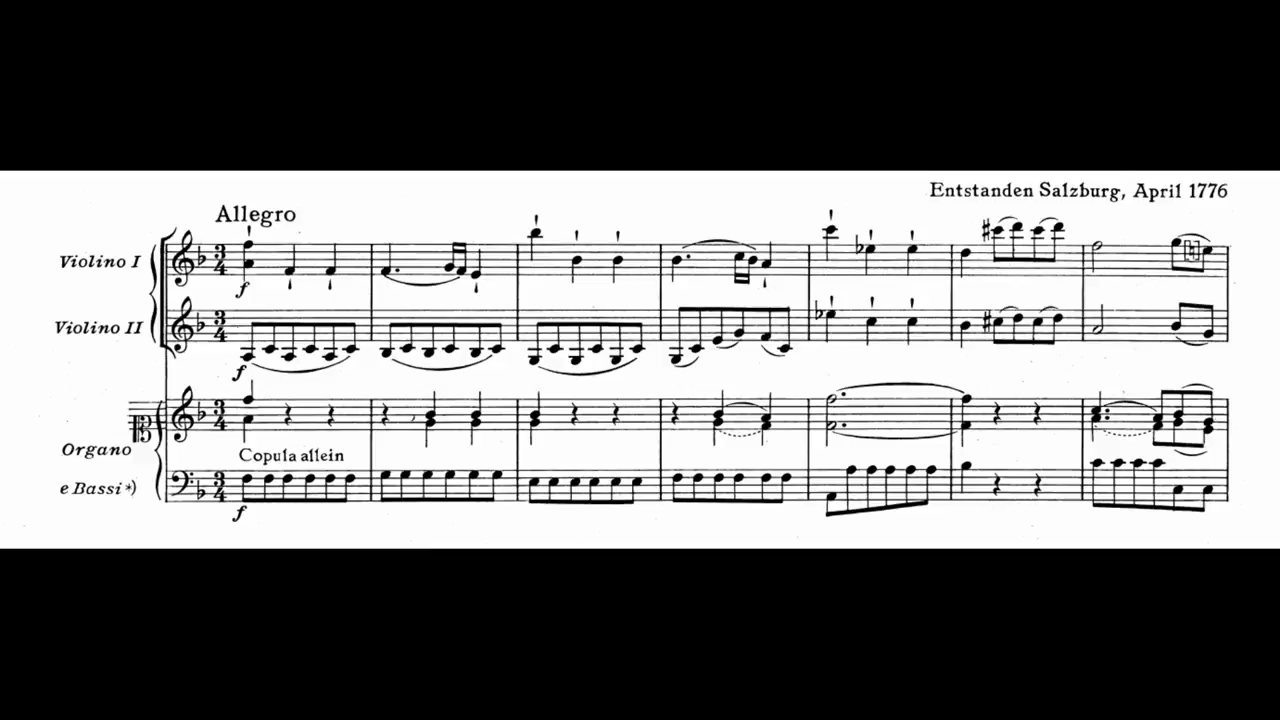 Entstanden Salzburg, April 1776
Allegro
Violino I
f
Violino II
f
Organo
Copula allein
e Bassi *)
f